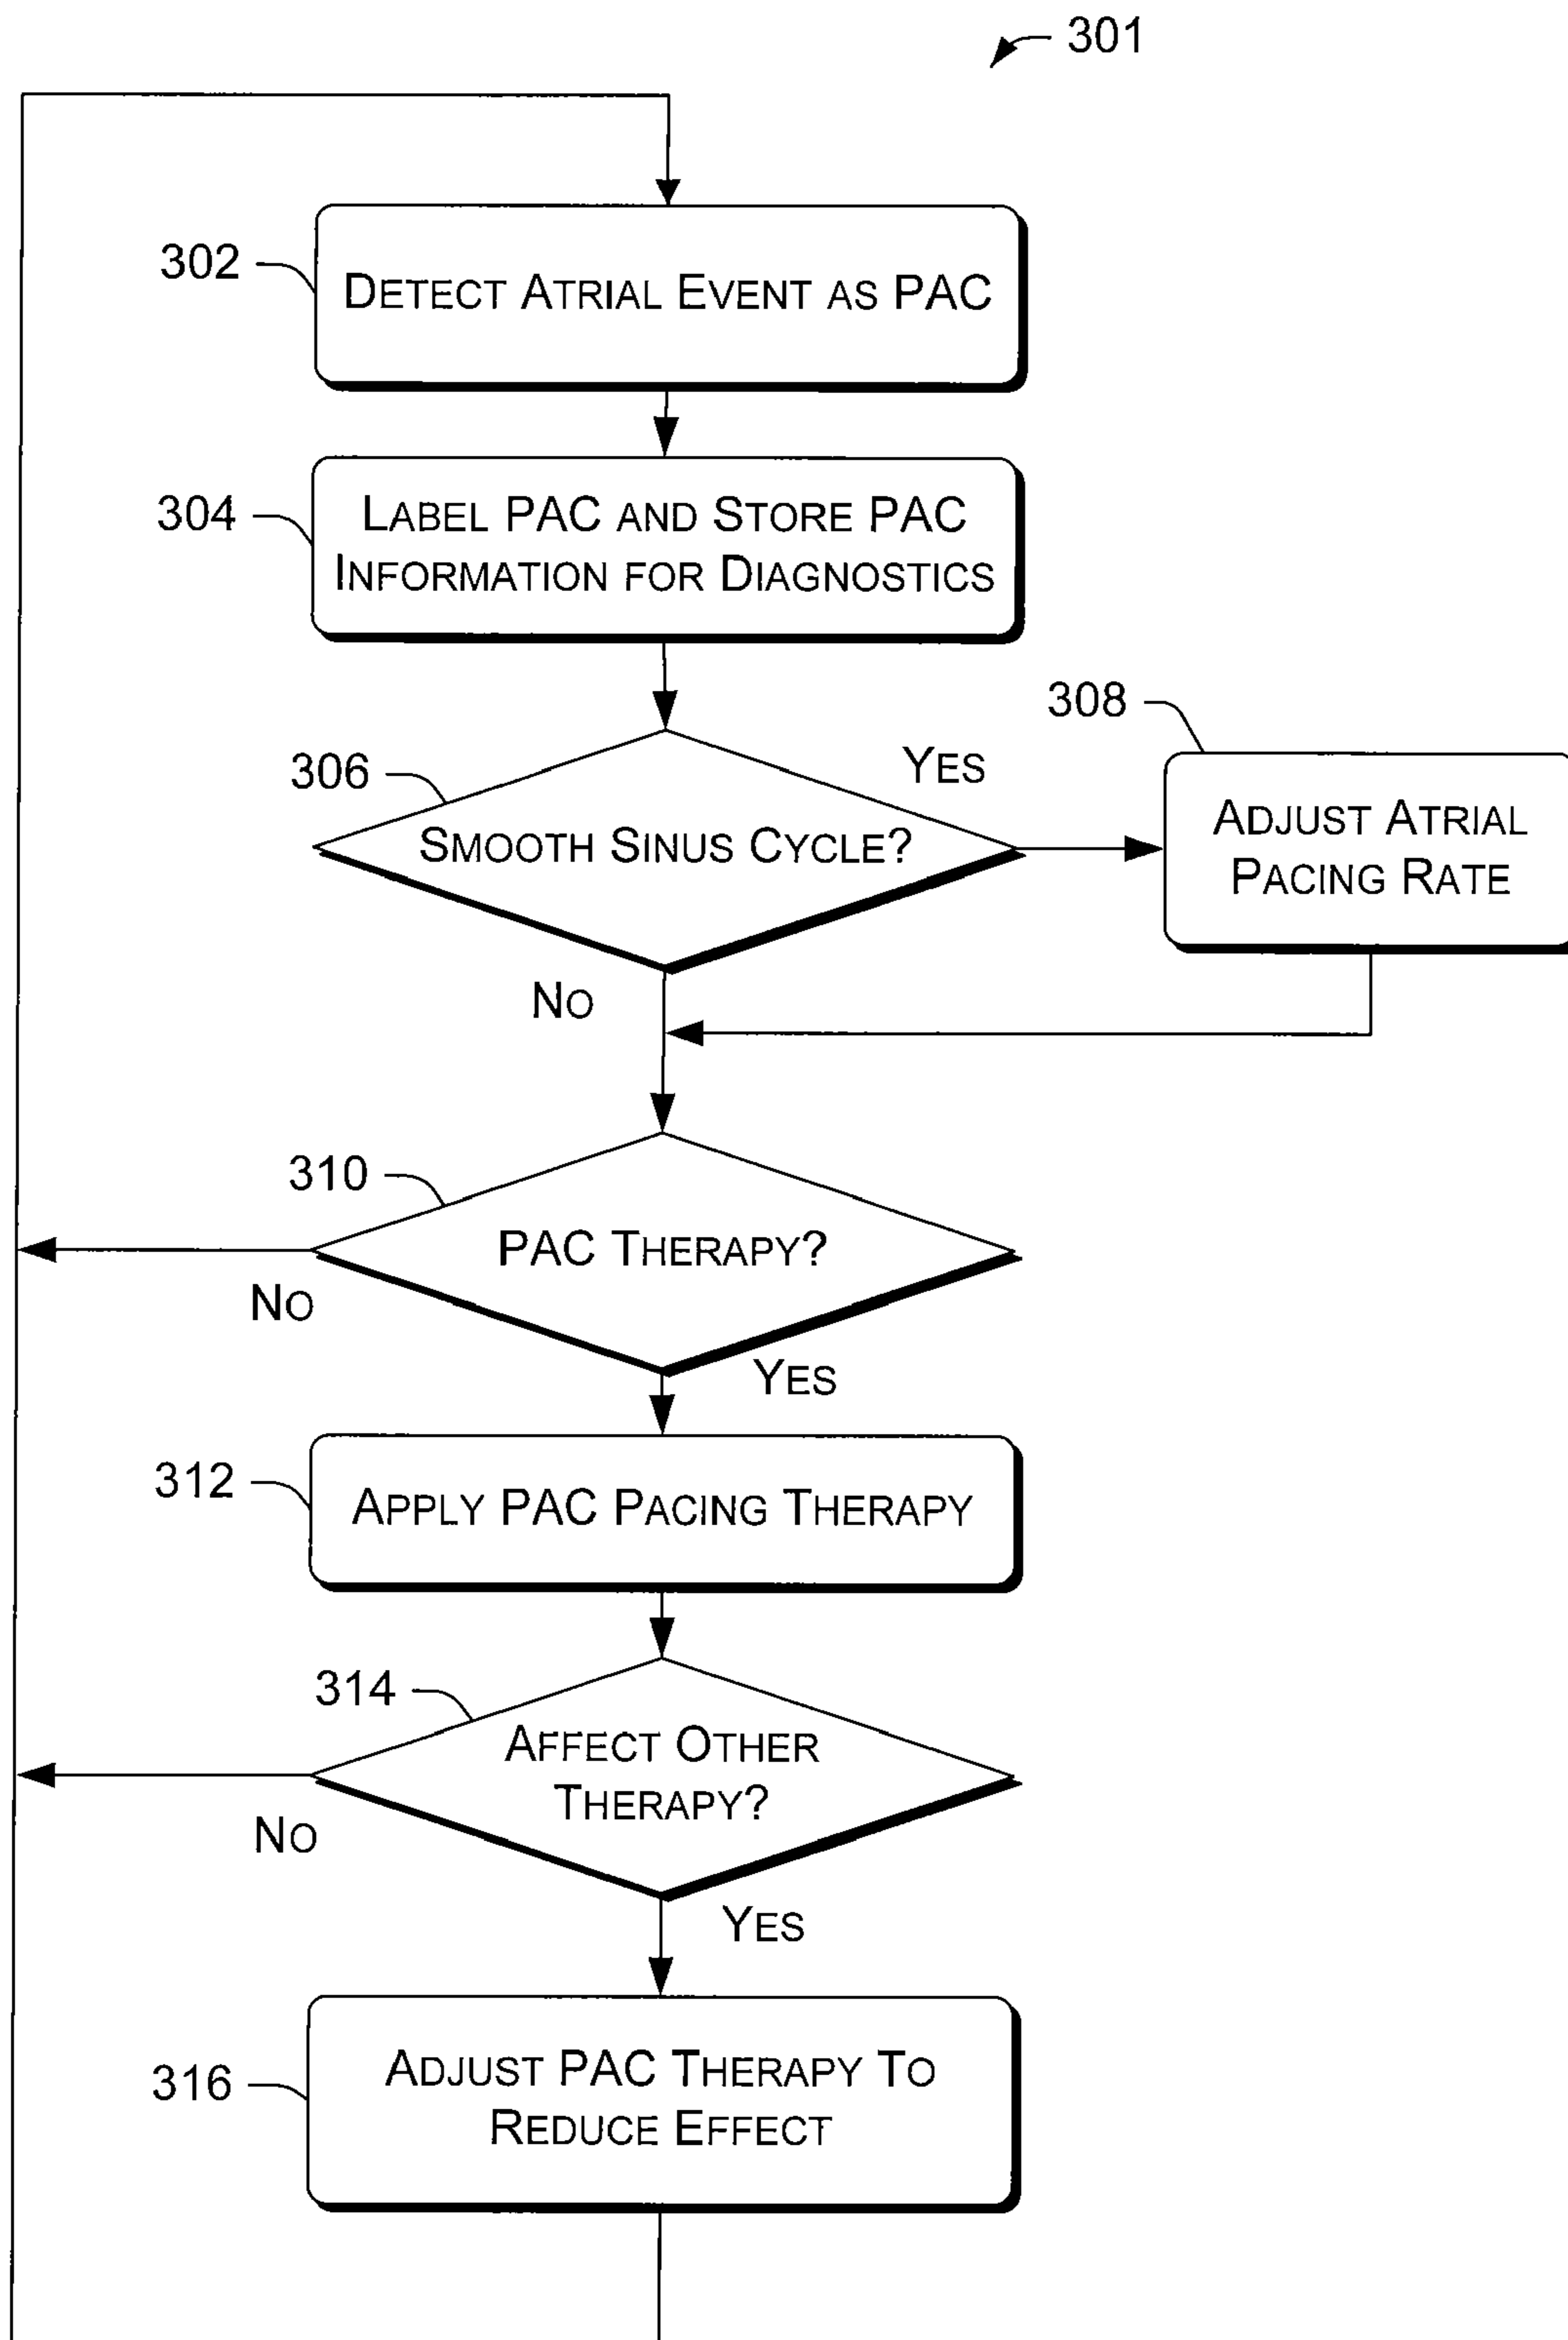 301
302
DETECT ATRIAL EVENT AS PAC
304
LABEL PAC AND STORE PAC
INFORMATION FOR DIAGNOSTICS
306
SMOOTH SINUS CYCLE?
YES
308
ADJUST ATRIAL
PACING RATE
NO
310
PAC THERAPY?
NO
YES
312
APPLY PAC PACING THERAPY
314
AFFECT OTHER
THERAPY?
NO
YES
316
ADJUST PAC THERAPY TO
REDUCE EFFECT